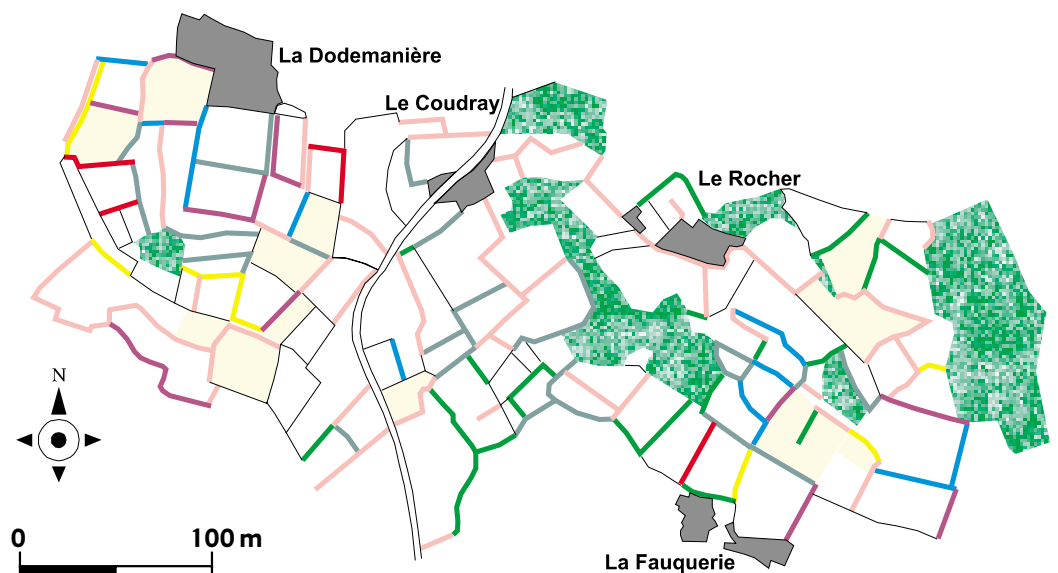 La Dodemanière
Le Coudray
Le Rocher
N
0 100 m
La Fauquerie